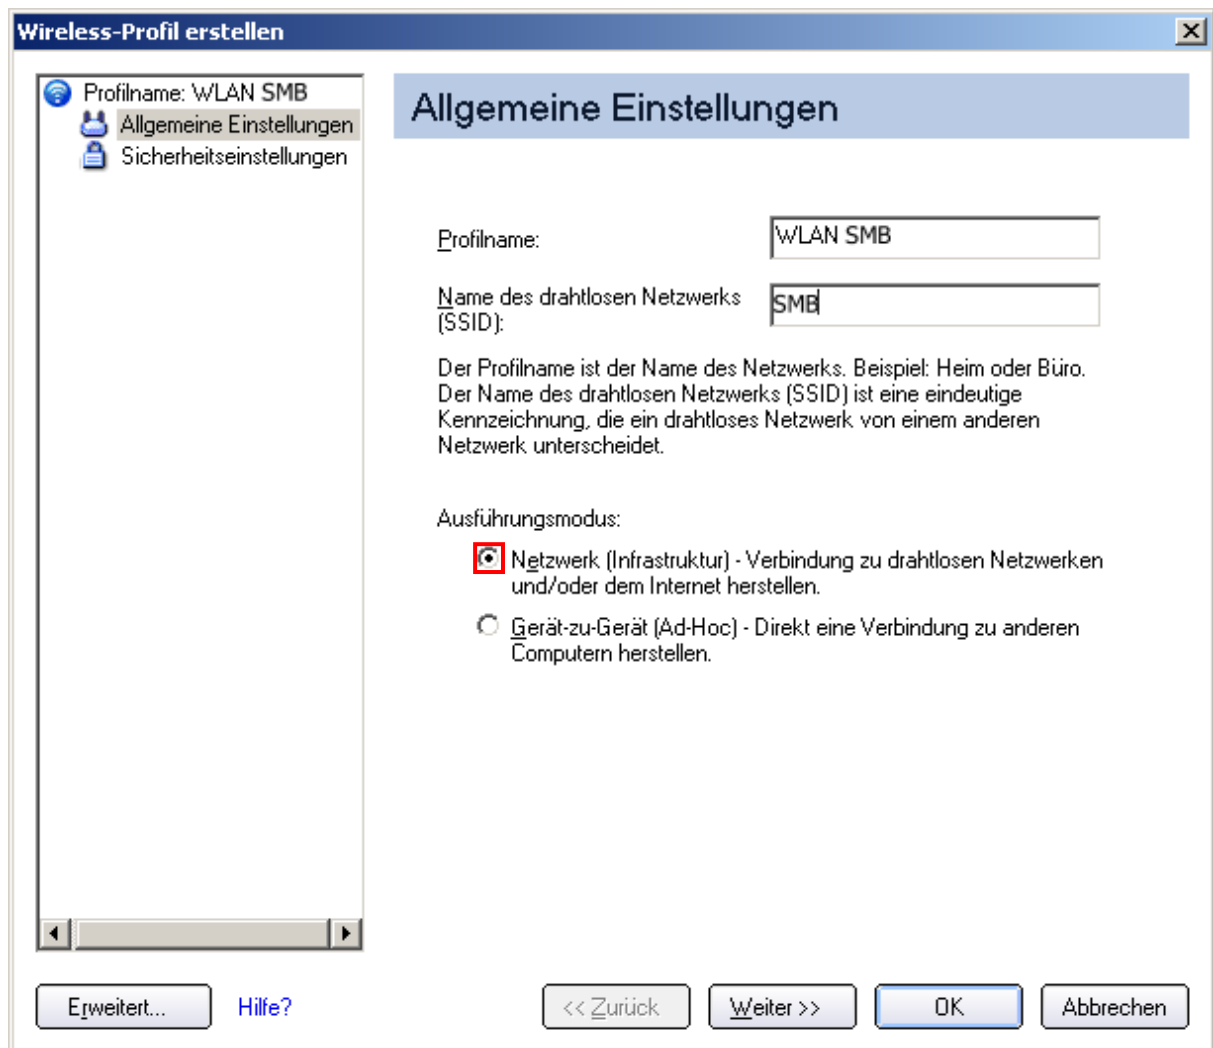 Wireless-Profil erstellen
Profilname: WLAN SMB
Allgemeine Einstellungen
Sicherheitseinstellungen
Allgemeine Einstellungen
Profilname:
WLAN SMB
Name des drahtlosen Netzwerks
(SSID):
SMB
Der Profilname ist der Name des Netzwerks. Beispiel: Heim oder Büro.
Der Name des drahtlosen Netzwerks (SSID) ist eine eindeutige
Kennzeichnung, die ein drahtloses Netzwerk von einem anderen
Netzwerk unterscheidet.
Ausführungsmodus:
Netzwerk (Infrastruktur) - Verbindung zu drahtlosen Netzwerken
und/oder dem Internet herstellen.
Gerät-zu-Gerät (Ad-Hoc) - Direkt eine Verbindung zu anderen
Computern herstellen.
Erweitert...
Hilfe?
<< Zurück
Weiter >>
OK
Abbrechen